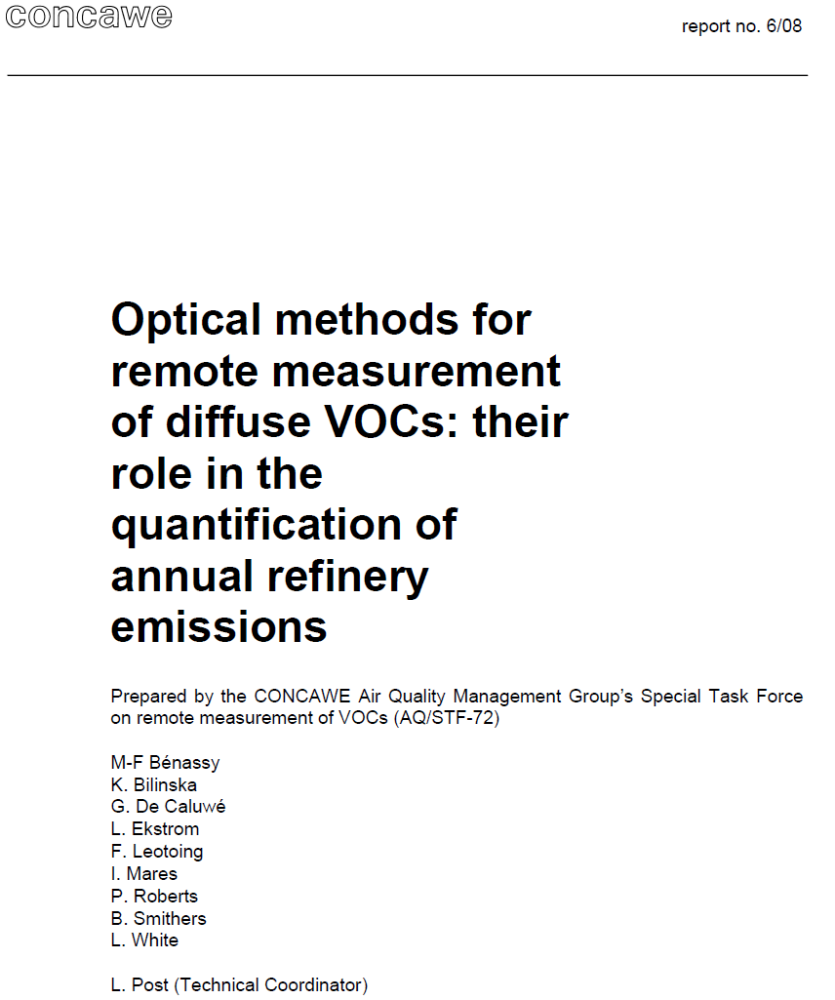 concawe
report no. 6/08
Optical methods for
remote measurement
of diffuse VOCs: their
role in the
quantification of
annual refinery
emissions
Prepared by the CONCAWE Air Quality Management Group's Special Task Force
on remote measurement of VOCs (AQ/STF-72)
M-F Bénassy
K. Bilinska
G. De Caluwé
L. Ekstrom
F. Leotoing
I. Mares
P. Roberts
B. Smithers
L. White
L. Post (Technical Coordinator)